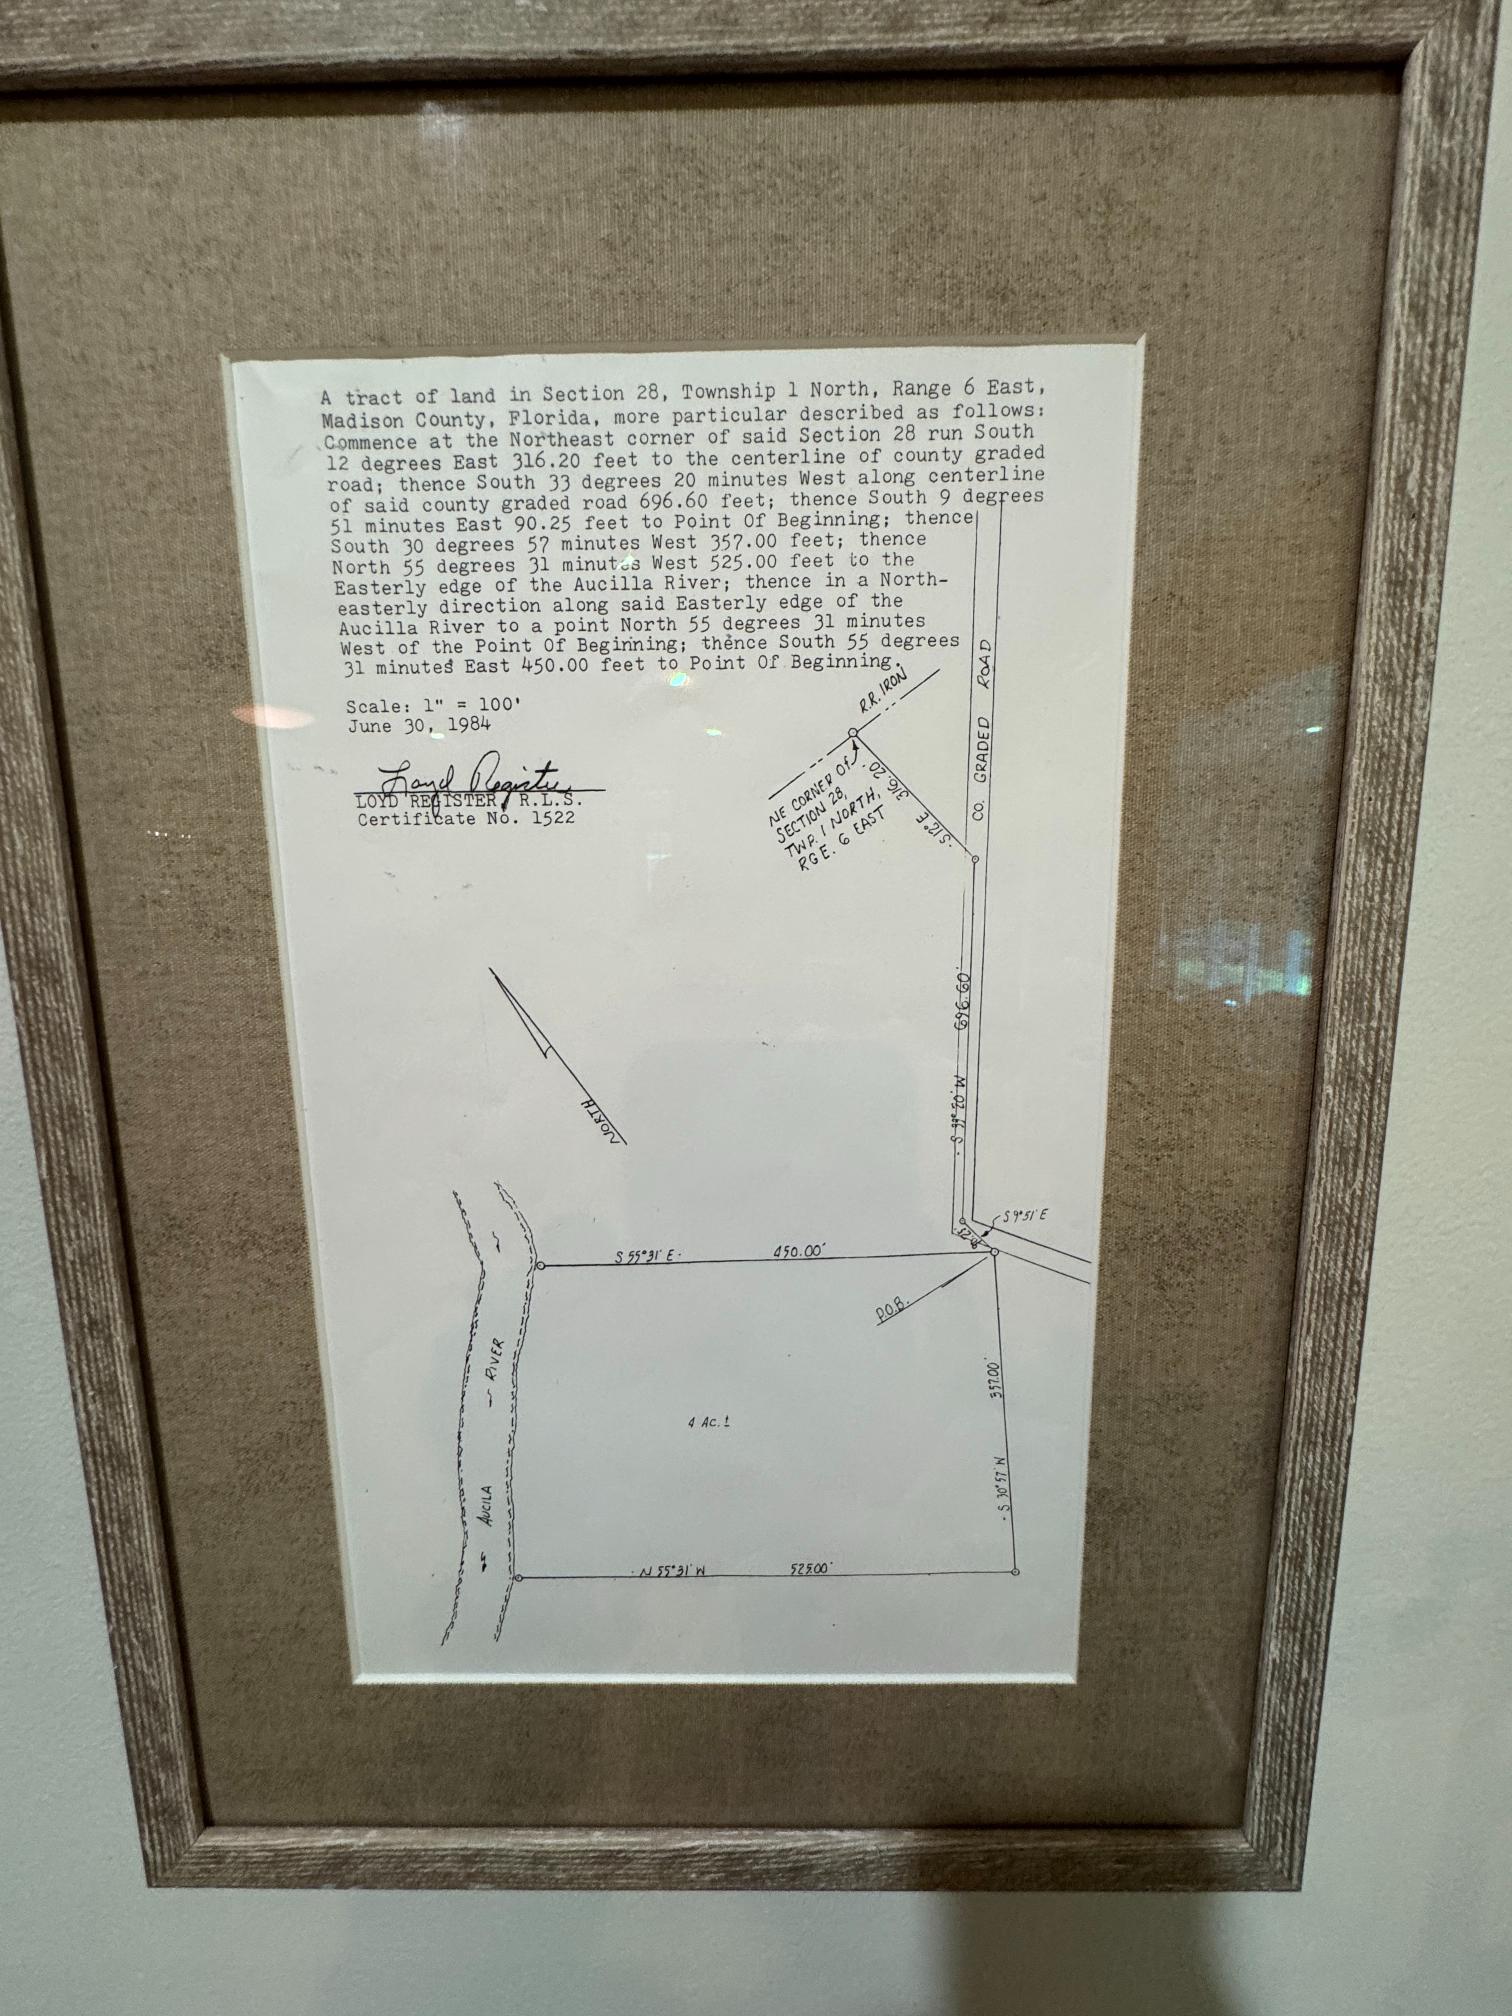 A tract of land in Section 28, Township 1 North, Range 6 East,
Madison County, Florida, more particular described as follows:
Commence at the Northeast corner of said Section 28 run South
12 degrees East 316.20 feet to the centerline of county graded
road; thence South 33 degrees 20 minutes West along centerline
of said county graded road 696.60 feet; thence South 9 degrees
51 minutes East 90.25 feet to Point Of Beginning; thence
South 30 degrees 57 minutes West 357.00 feet; thence
North 55 degrees 31 minutes West 525.00 feet to the
Easterly edge of the Aucilla River; thence in a North-
easterly direction along said Easterly edge of the
Aucilla River to a point North 55 degrees 31 minutes
West of the Point Of Beginning; thence South 55 degrees
31 minutes East 450.00 feet to Point Of Beginning.
Scale: 1" = 100'
June 30, 1984
Loyd Register
LOYD REGISTER, R.L.S.
Certificate No. 1522
R.R. IRON
NE CORNER OF
SECTION 28,
TWP. 1 NORTH,
RGE. 6 EAST
316.20'
S 12° E
CO. GRADED ROAD
696.60'
S 33° 20' W
NORTH
S 9° 51' E
S 55° 31' E
450.00'
P.O.B.
RIVER
357.00'
4 AC. ±
S 30° 57' W
AUCILA
N 55° 31' W
525.00'